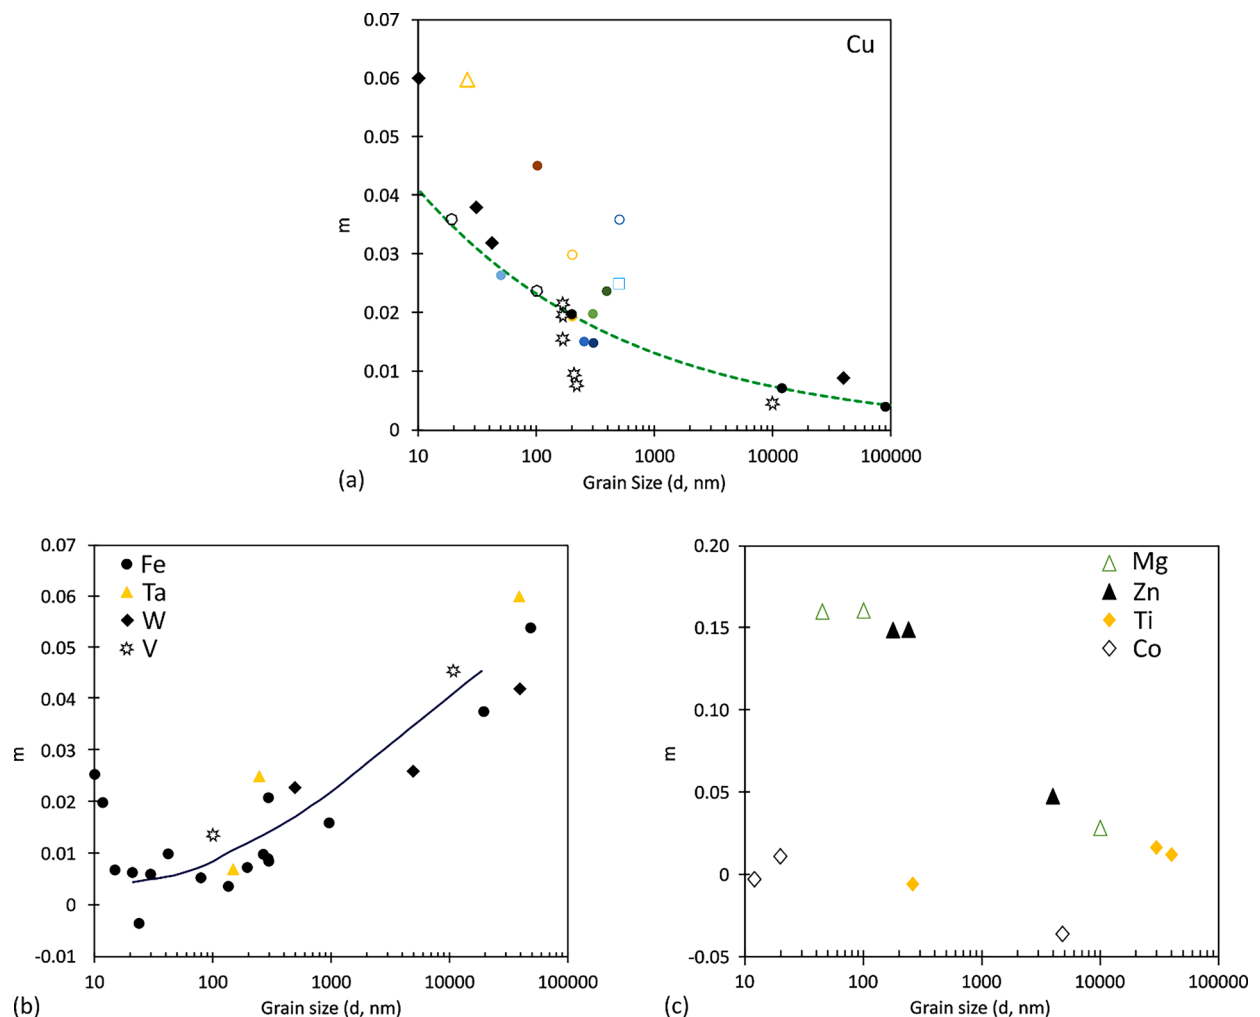 0.07
Cu
0.06
0.05
0.04
m
0.03
0.02
0.01
0
10 100 1000 10000 100000
(a) Grain Size (d, nm)
0.07
Fe
0.06
Ta
W
0.05
V
0.04
m
0.03
0.02
0.01
0
-0.01
10 100 1000 10000 100000
(b) Grain size (d, nm)
0.20
Mg
Zn
0.15
Ti
Co
0.10
m
0.05
0
-0.05
10 100 1000 10000 100000
(c) Grain size (d, nm)